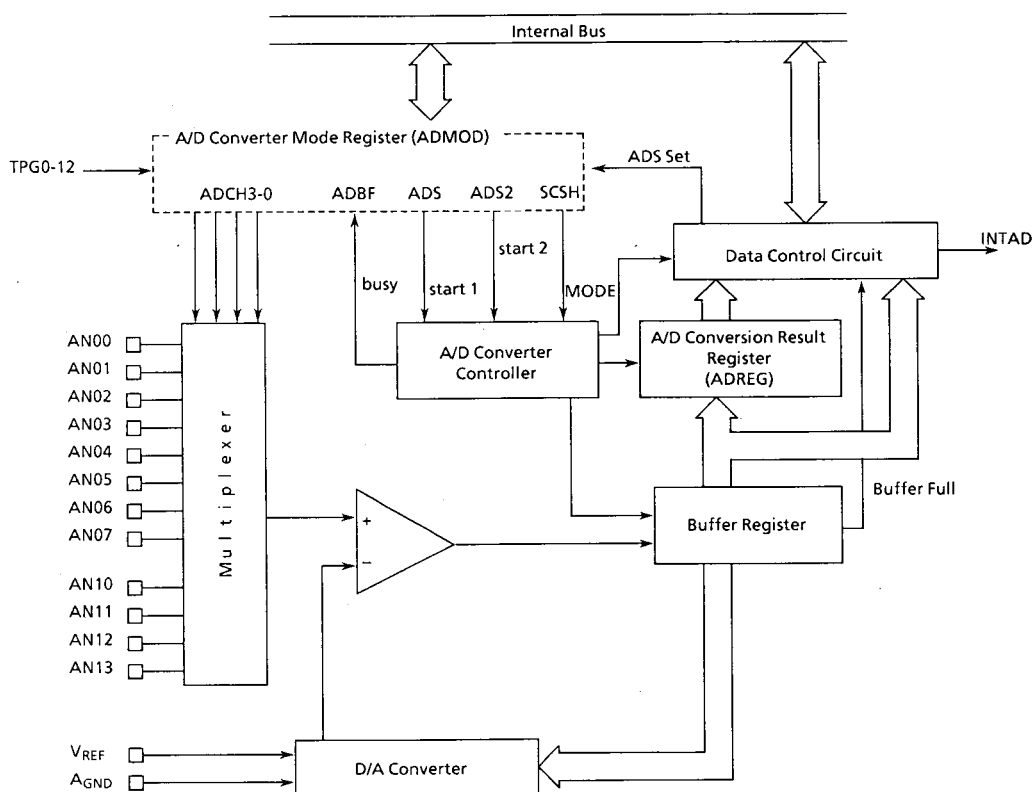 Internal Bus
A/D Converter Mode Register (ADMOD)
TPG0-12
ADS Set
ADCH3-0
ADBF
ADS
ADS2
SCSH
INTAD
Data Control Circuit
start 2
busy
start 1
MODE
A/D Converter
Controller
A/D Conversion Result
Register
(ADREG)
AN00
AN01
AN02
AN03
AN04
AN05
AN06
AN07
AN10
AN11
AN12
AN13
Multiplexer
+
−
Buffer Full
Buffer Register
VREF
AGND
D/A Converter